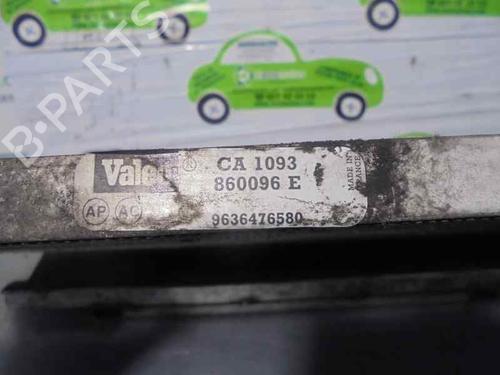 B-PARTS
Valeo ® CA 1093
860096 E
AP AC
9636476580
MADE IN
FRANCE